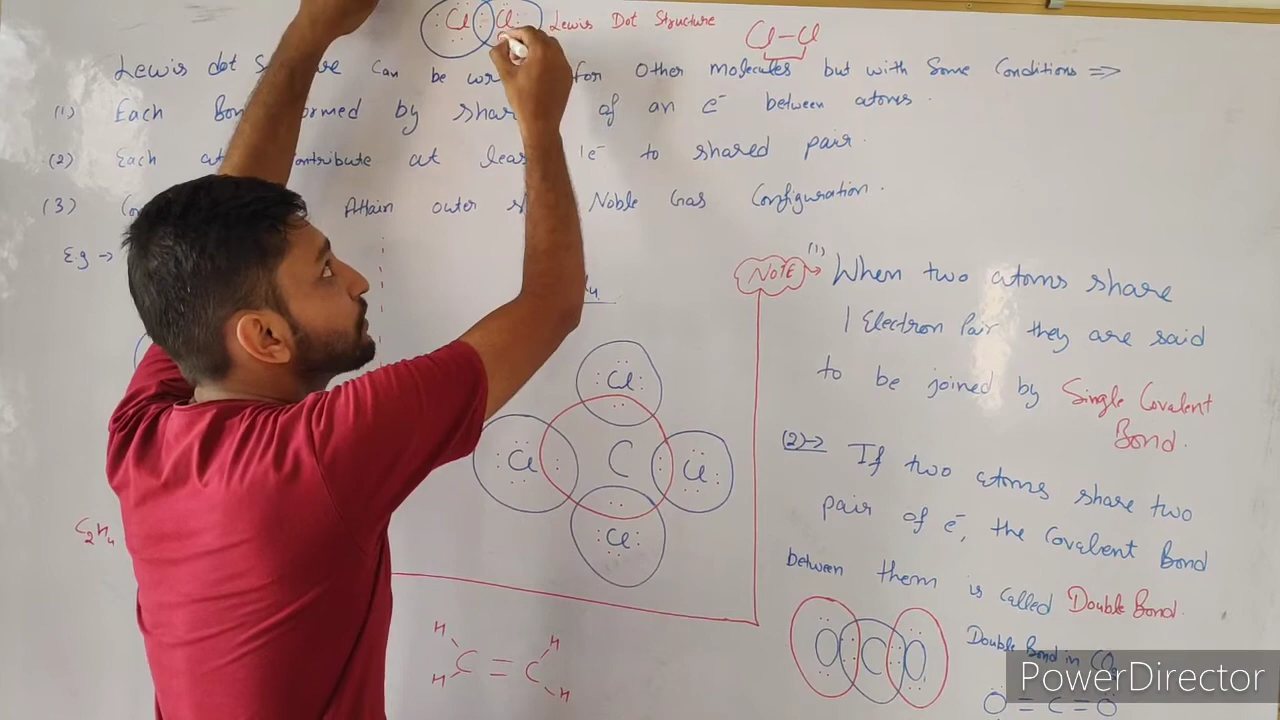 Cl Cl Lewis Dot Structure Cl–Cl
Lewis dot can be for other molecules but with Some Conditions ⇒
(1) Each by of an e⁻ between atoms.
(2) Each at 1e⁻ to shared pair.
(3) Attain outer Noble Gas Configuration.
E.g →
NOTE → (1) When two atoms share
1 Electron Pair they are said
to be joined by Single Covalent
Bond.
(2)→ If two atoms share two
pair of e⁻, the Covalent Bond
between them is called Double Bond.
Cl
Cl C Cl
Cl
C₂H₄
H H
C = C
H H
O C O
Double Bond in
O = C = O
PowerDirector